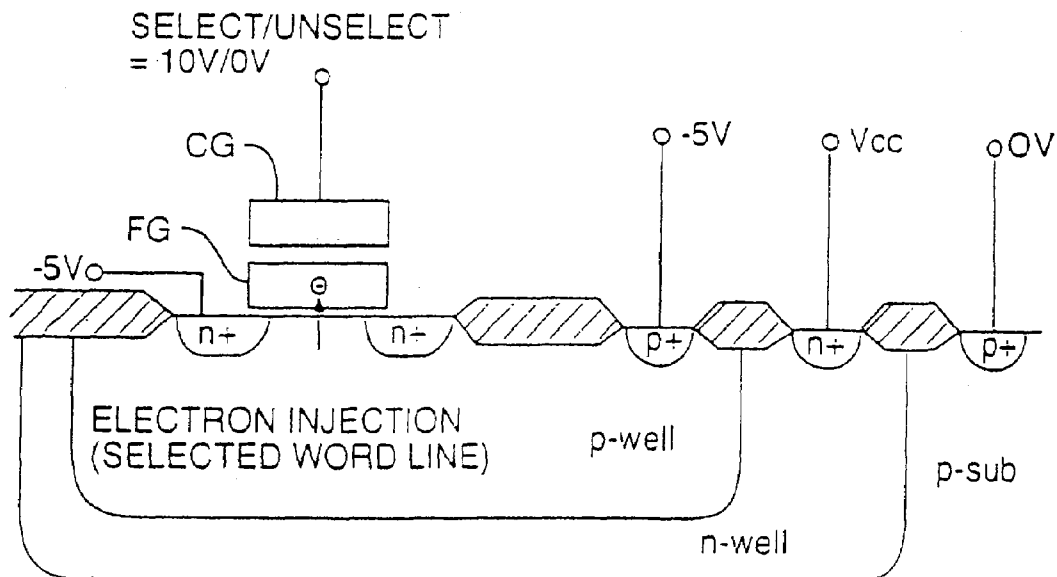 SELECT/UNSELECT
= 10V/0V
CG
-5V
Vcc
0V
FG
-5V
⊖
n+
n+
p+
n+
p+
ELECTRON INJECTION
(SELECTED WORD LINE)
p-well
p-sub
n-well